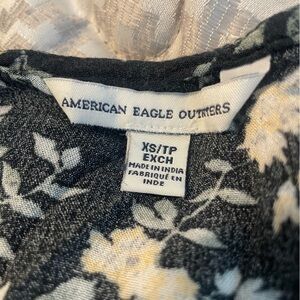 AMERICAN EAGLE OUTFITTERS
XS/TP
EXCH
MADE IN INDIA
FABRIQUÉ EN
INDE